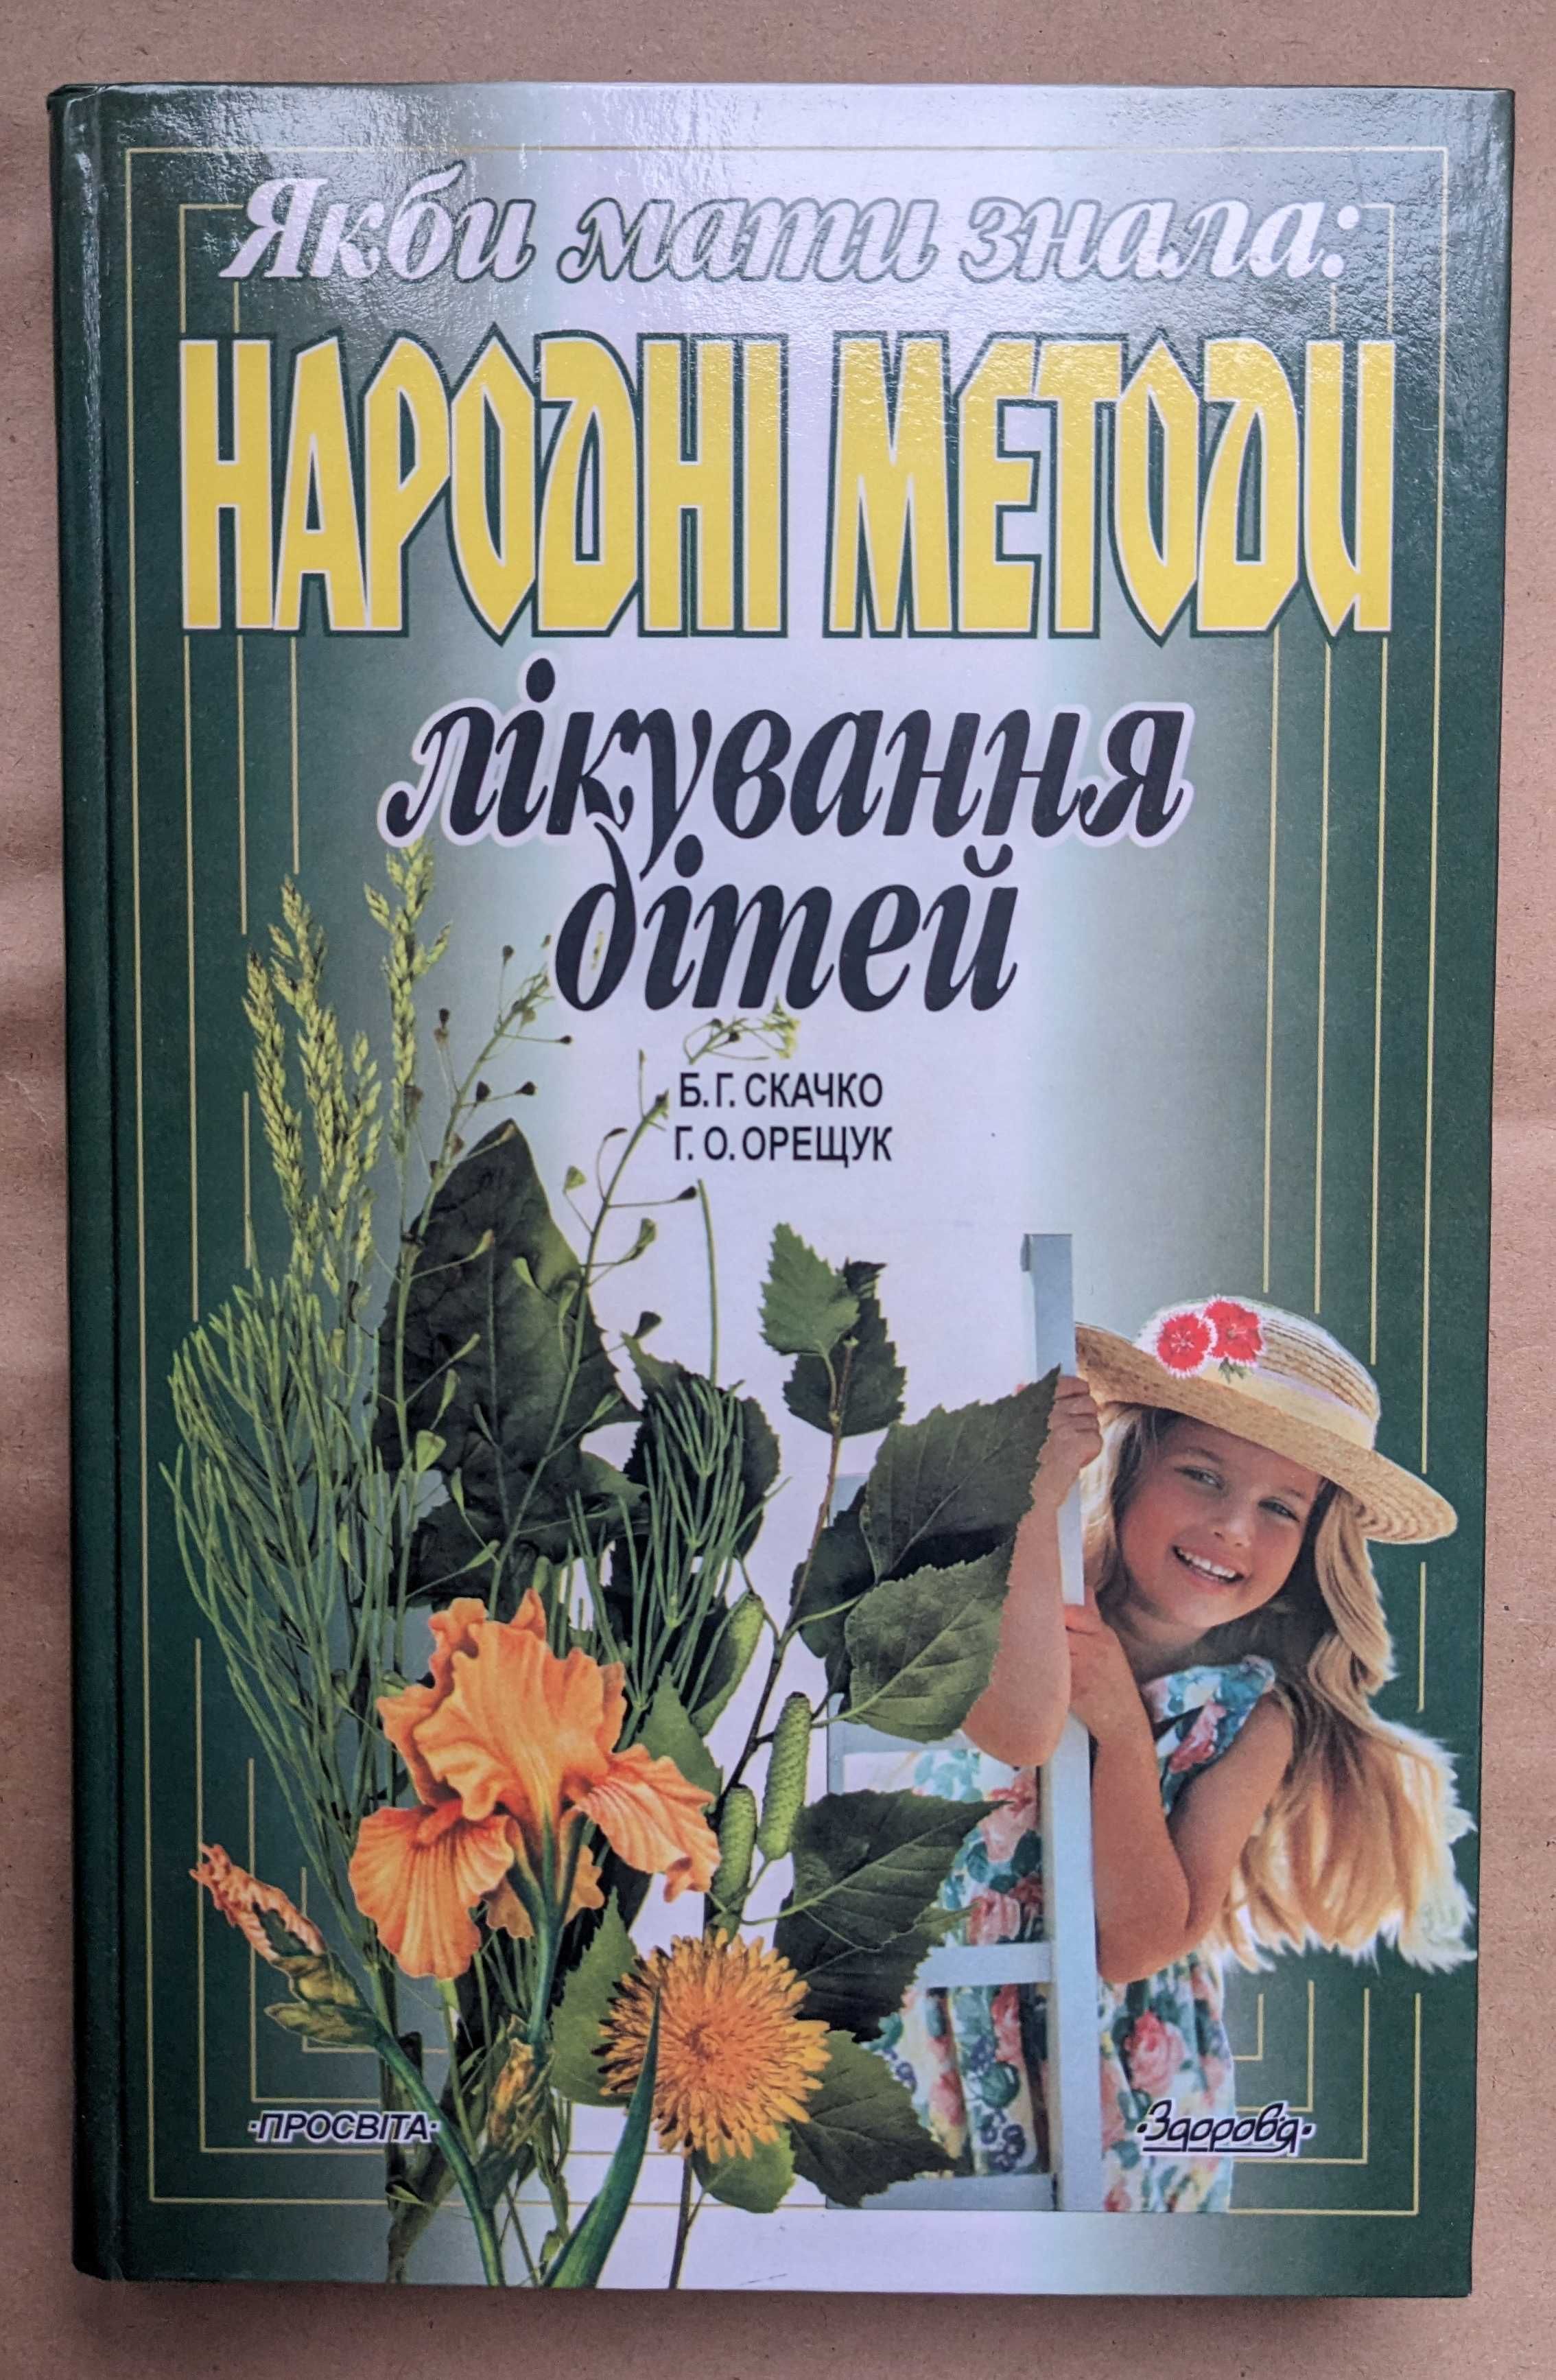 Якби мати знала:
НАРОДНІ МЕТОДИ
лікування
дітей
Б.Г. СКАЧКО
Г.О. ОРЕЩУК
·ПРОСВІТА·
·Здоров'я·